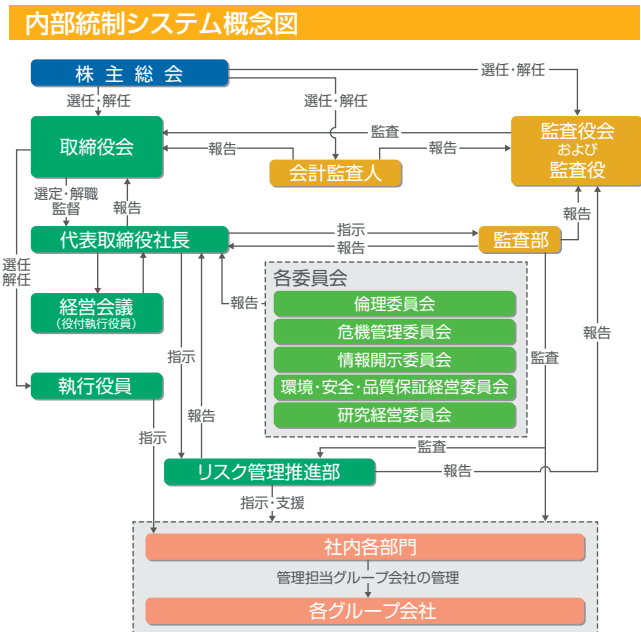 内部統制システム概念図
株主総会
選任・解任
選任・解任
選任・解任
取締役会
監査
報告
会計監査人
報告
監査役会
および
監査役
選定・解職
監督
報告
報告
代表取締役社長
指示
報告
監査部
選任
解任
経営会議
(役付執行役員)
報告
各委員会
倫理委員会
危機管理委員会
情報開示委員会
環境・安全・品質保証経営委員会
研究経営委員会
指示
監査
報告
執行役員
指示
報告
監査
リスク管理推進部
報告
指示・支援
社内各部門
管理担当グループ会社の管理
各グループ会社